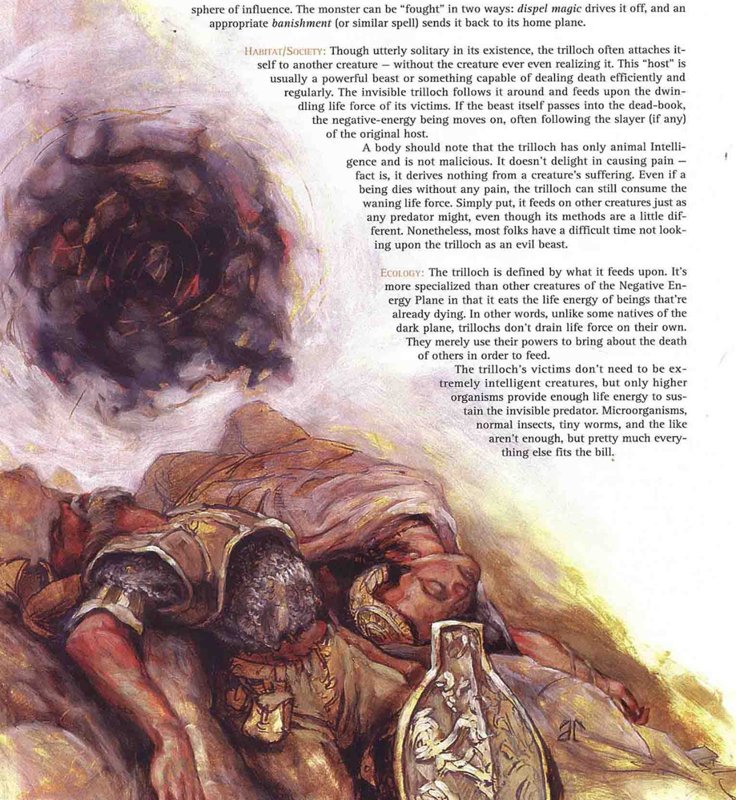 sphere of influence. The monster can be “fought” in two ways: dispel magic drives it off, and an
appropriate banishment (or similar spell) sends it back to its home plane.
HABITAT/SOCIETY: Though utterly solitary in its existence, the trilloch often attaches it-
self to another creature — without the creature ever even realizing it. This “host” is
usually a powerful beast or something capable of dealing death efficiently and
regularly. The invisible trilloch follows it around and feeds upon the dwin-
dling life force of its victims. If the beast itself passes into the dead-book,
the negative-energy being moves on, often following the slayer (if any)
of the original host.
A body should note that the trilloch has only animal Intelli-
gence and is not malicious. It doesn't delight in causing pain —
fact is, it derives nothing from a creature's suffering. Even if a
being dies without any pain, the trilloch can still consume the
waning life force. Simply put, it feeds on other creatures just as
any predator might, even though its methods are a little dif-
ferent. Nonetheless, most folks have a difficult time not look-
ing upon the trilloch as an evil beast.
ECOLOGY: The trilloch is defined by what it feeds upon. It's
more specialized than other creatures of the Negative En-
ergy Plane in that it eats the life energy of beings that're
already dying. In other words, unlike some natives of the
dark plane, trillochs don't drain life force on their own.
They merely use their powers to bring about the death
of others in order to feed.
The trilloch's victims don't need to be ex-
tremely intelligent creatures, but only higher
organisms provide enough life energy to sus-
tain the invisible predator. Microorganisms,
normal insects, tiny worms, and the like
aren't enough, but pretty much every-
thing else fits the bill.